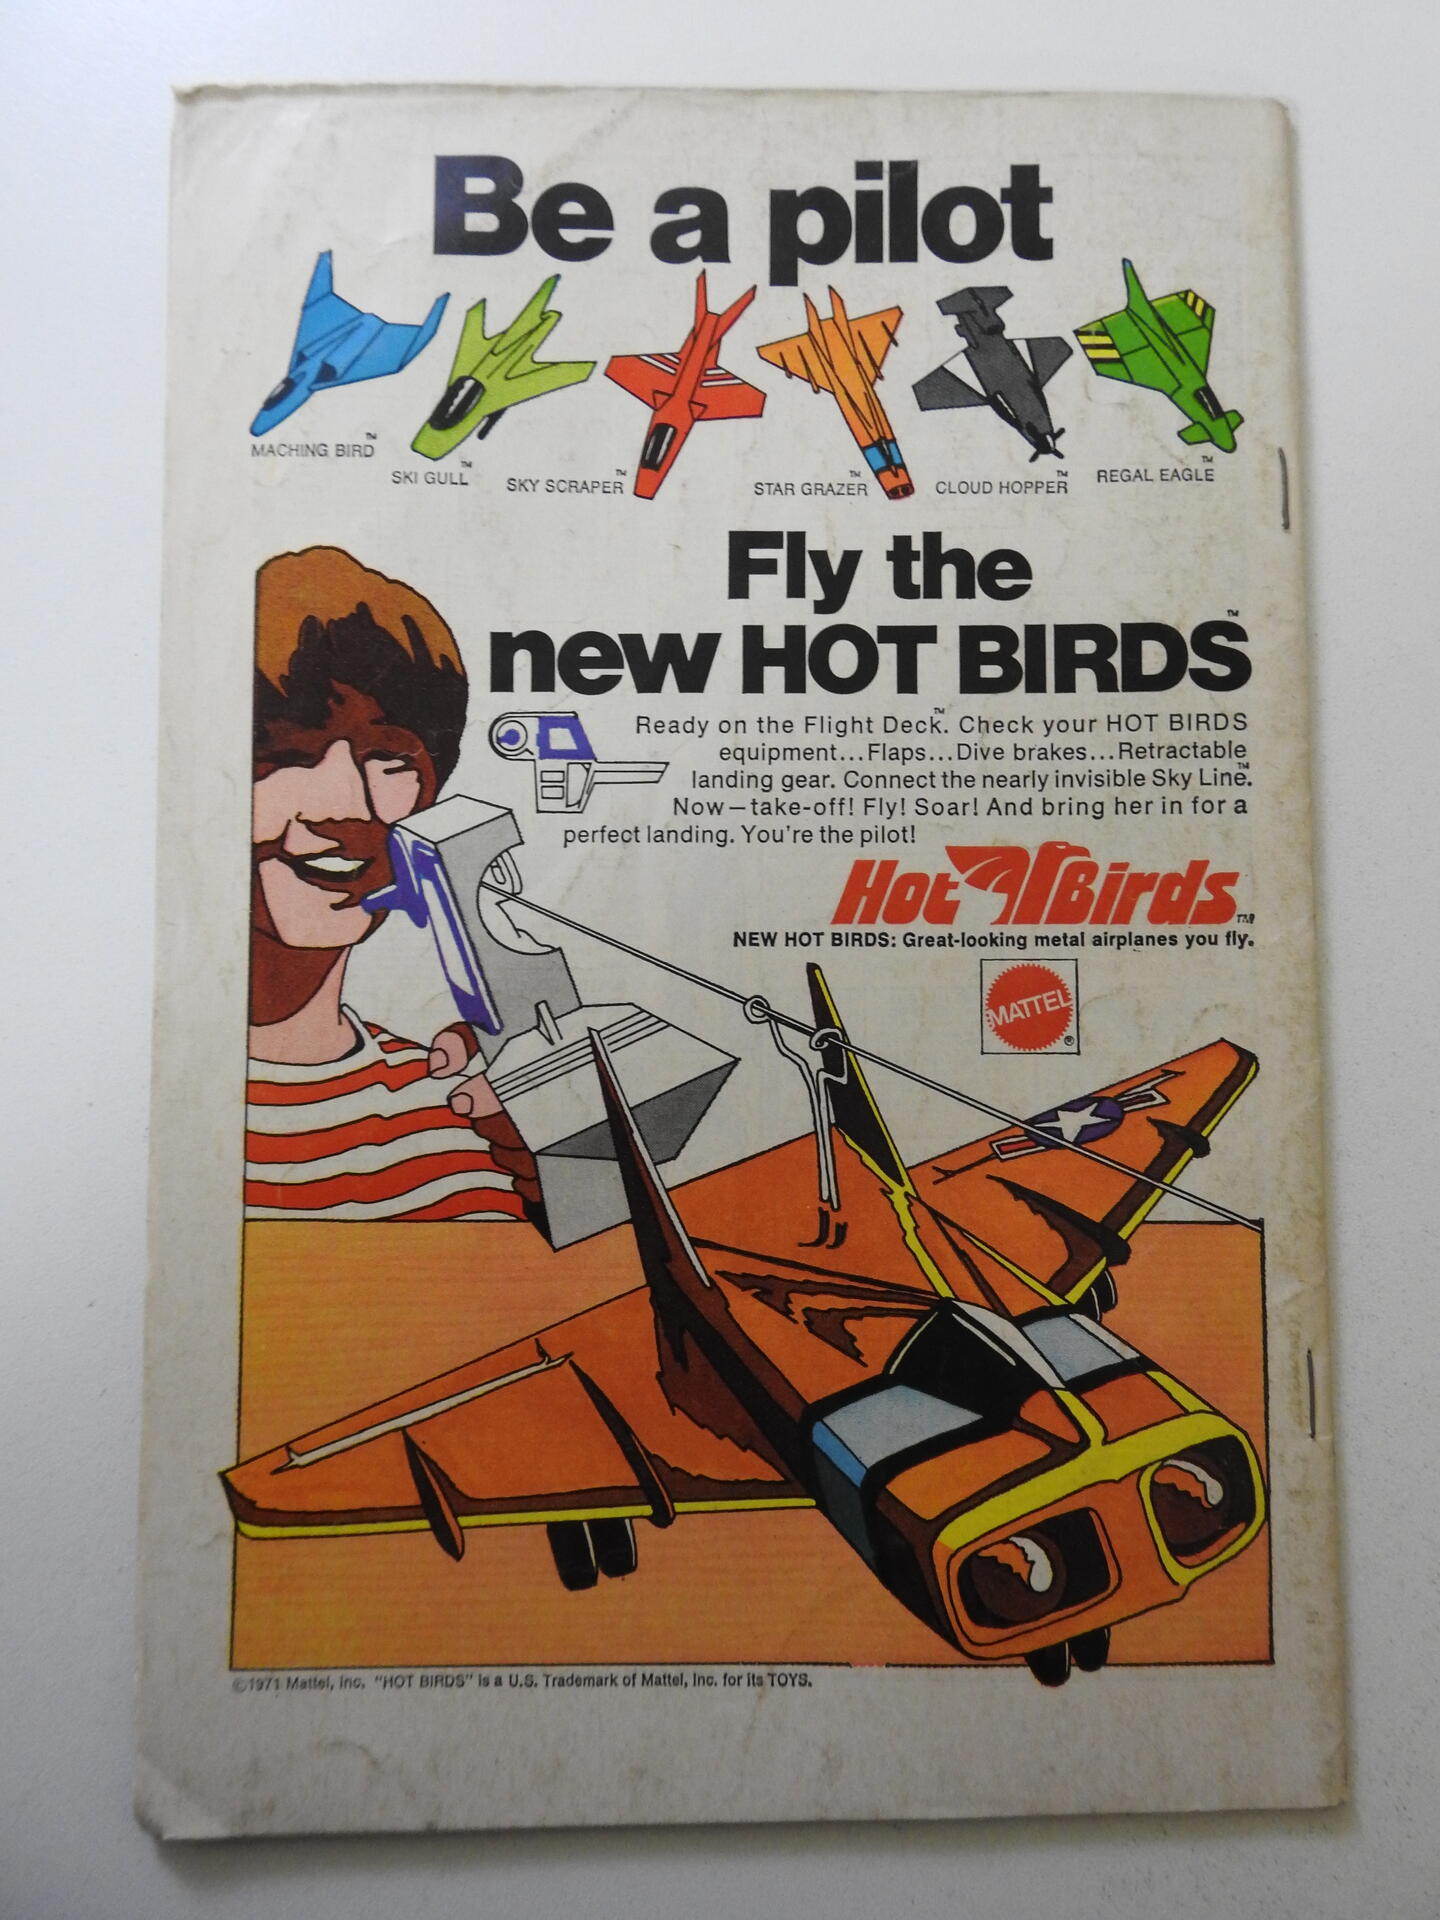 Be a pilot
MACHING BIRD™
SKI GULL™
SKY SCRAPER™
STAR GRAZER™
CLOUD HOPPER™
REGAL EAGLE™
Fly the
new HOT BIRDS™
Ready on the Flight Deck™. Check your HOT BIRDS
equipment...Flaps...Dive brakes...Retractable
landing gear. Connect the nearly invisible Sky Line™.
Now—take-off! Fly! Soar! And bring her in for a
perfect landing. You're the pilot!
Hot Birds™
NEW HOT BIRDS: Great-looking metal airplanes you fly.
MATTEL®
©1971 Mattel, Inc. "HOT BIRDS" is a U.S. Trademark of Mattel, Inc. for its TOYS.